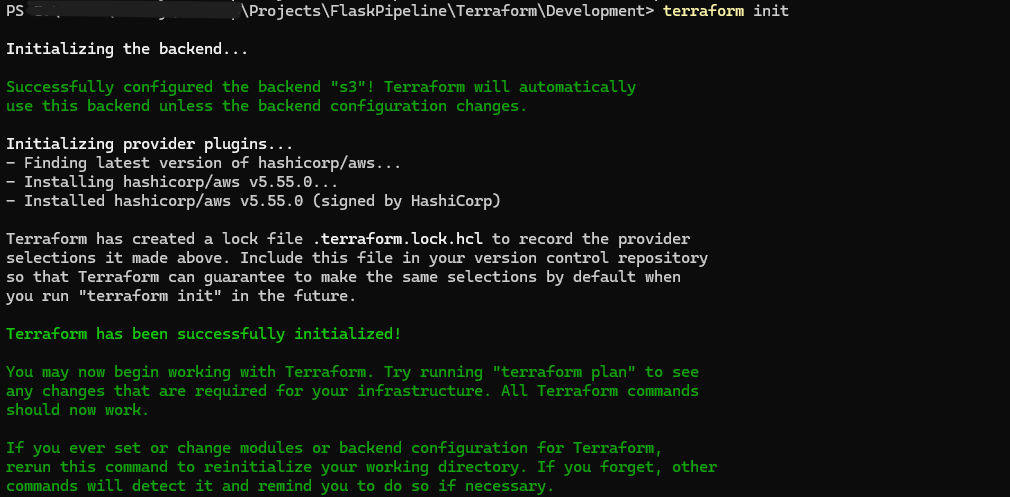 PS \Projects\FlaskPipeline\Terraform\Development> terraform init
Initializing the backend...
Successfully configured the backend "s3"! Terraform will automatically
use this backend unless the backend configuration changes.
Initializing provider plugins...
- Finding latest version of hashicorp/aws...
- Installing hashicorp/aws v5.55.0...
- Installed hashicorp/aws v5.55.0 (signed by HashiCorp)
Terraform has created a lock file .terraform.lock.hcl to record the provider
selections it made above. Include this file in your version control repository
so that Terraform can guarantee to make the same selections by default when
you run "terraform init" in the future.
Terraform has been successfully initialized!
You may now begin working with Terraform. Try running "terraform plan" to see
any changes that are required for your infrastructure. All Terraform commands
should now work.
If you ever set or change modules or backend configuration for Terraform,
rerun this command to reinitialize your working directory. If you forget, other
commands will detect it and remind you to do so if necessary.